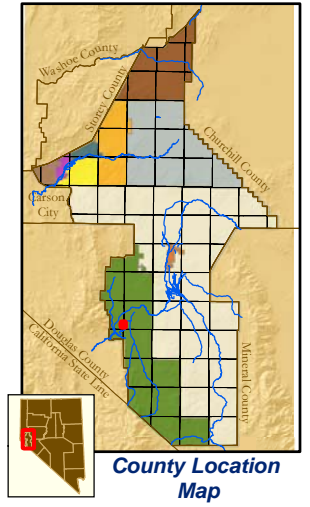 Washoe County
Storey County
Churchill County
Carson
City
Douglas County
California State Line
Mineral County
County Location
Map